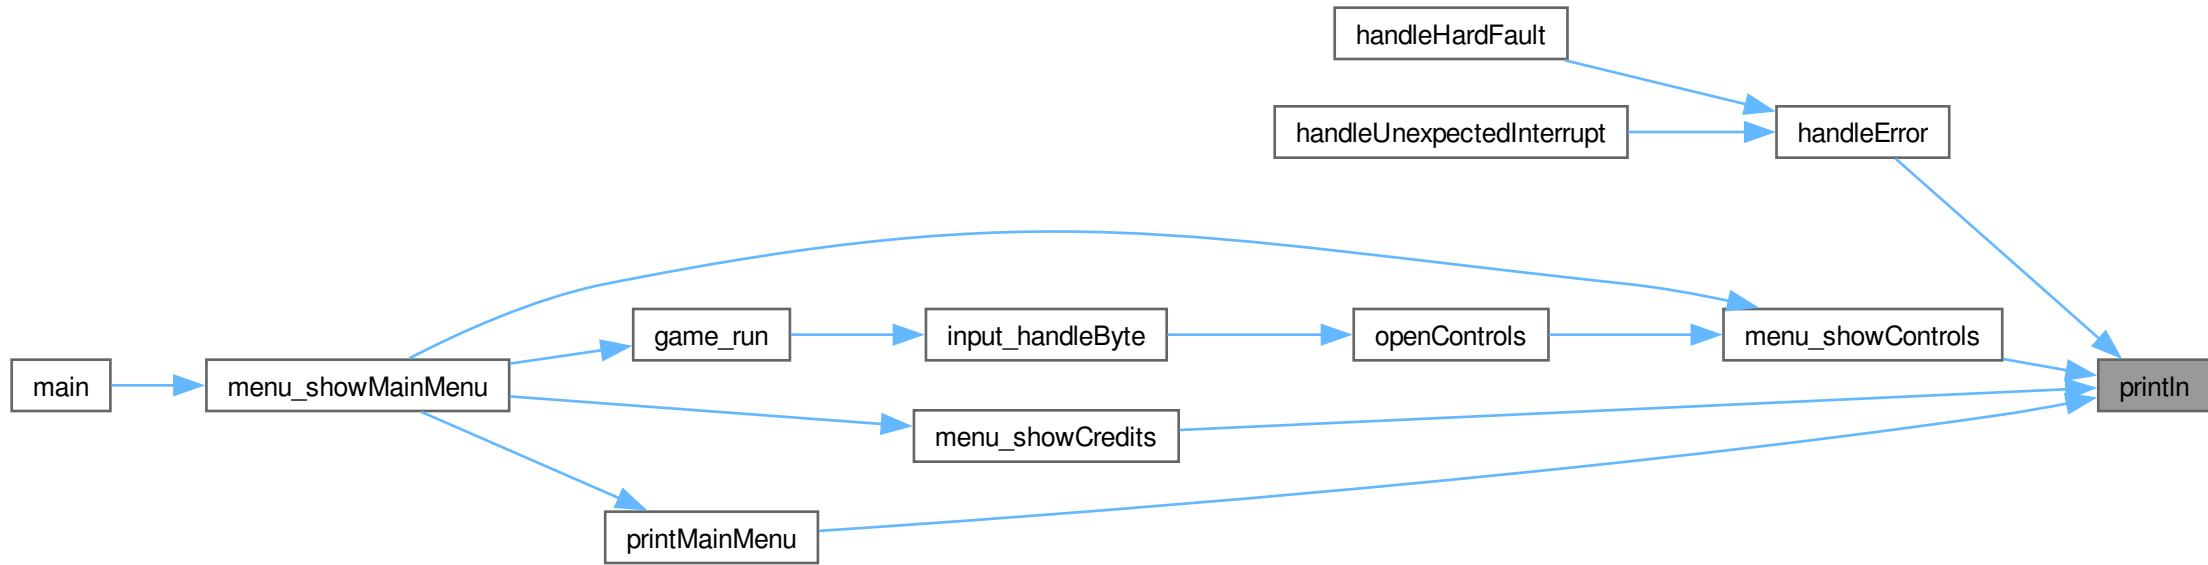 handleHardFault
handleUnexpectedInterrupt
handleError
game_run
input_handleByte
openControls
menu_showControls
main
menu_showMainMenu
println
menu_showCredits
printMainMenu